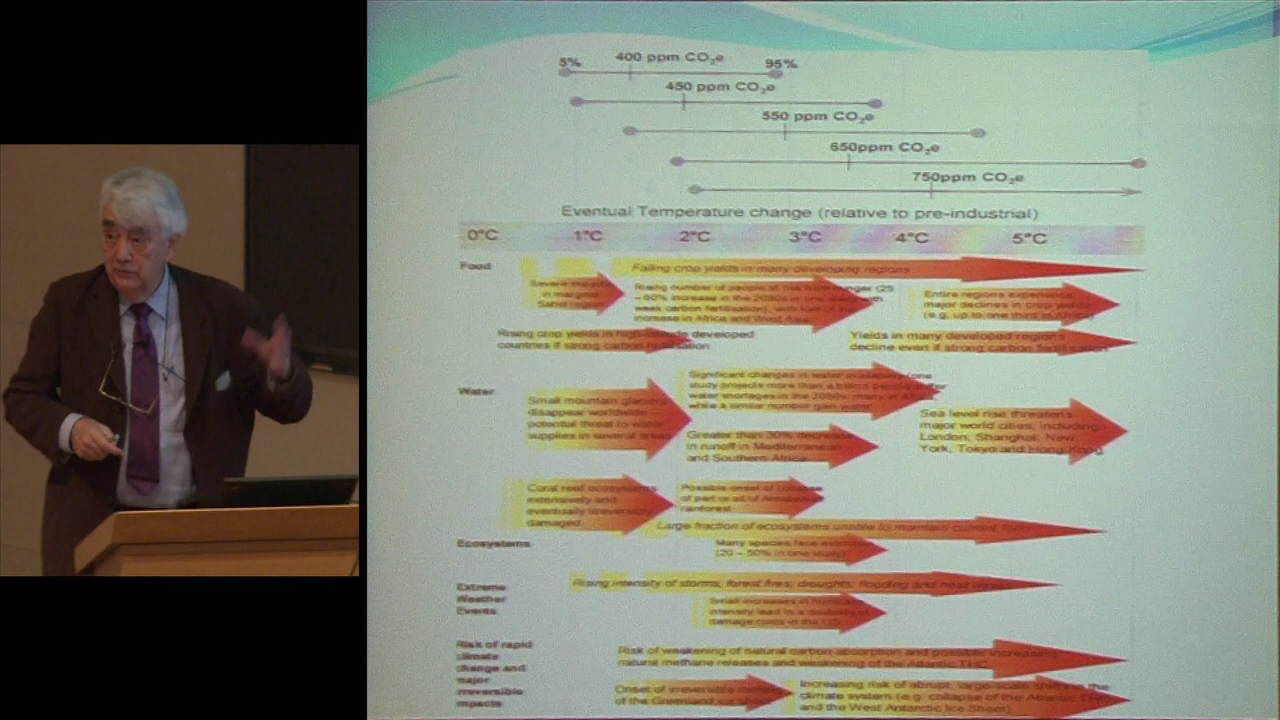 400 ppm CO₂e
5% 95%
450 ppm CO₂e
550 ppm CO₂e
650ppm CO₂e
750ppm CO₂e
Eventual Temperature change (relative to pre-industrial)
0°C 1°C 2°C 3°C 4°C 5°C
Food
Falling crop yields in many developing regions
Severe
in marginal
Sahel
Rising number of people at risk from hunger (25
– 60% increase in the 2080s in one study with
weak carbon fertilisation), with half of the
increase in Africa and West Asia
Entire regions experience
major declines in crop yields
(e.g. up to one third in Africa)
Rising crop yields in high-latitude developed
countries if strong carbon fertilisation
Yields in many developed regions
decline even if strong carbon fertilisation
Water
Small mountain glaciers
disappear worldwide –
potential threat to water
supplies in several areas
Significant changes in water availability (one
study projects more than a billion people suffer
water shortages in the 2080s, many in Africa,
while a similar number gain water
Greater than 30% decrease
in runoff in Mediterranean
and Southern Africa
Sea level rise threatens
major world cities, including
London, Shanghai, New
York, Tokyo and Hong Kong
Coral reef ecosystems
extensively and
eventually irreversibly
damaged
Possible onset of collapse
of part or all of Amazonian
rainforest
Large fraction of ecosystems unable to maintain current
Ecosystems
Many species face extinction
(20 – 50% in one study)
Extreme
Weather
Events
Rising intensity of storms, forest fires, droughts, flooding and heat
Small increases in hurricane
intensity lead to a doubling of
damage costs in the US
Risk of rapid
climate
change and
major
irreversible
impacts
Risk of weakening of natural carbon absorption and possible increasing
natural methane releases and weakening of the Atlantic THC
Onset of irreversible melting
of the Greenland ice sheet
Increasing risk of abrupt, large-scale shifts in the
climate system (e.g. collapse of the Atlantic THC
and the West Antarctic Ice Sheet)